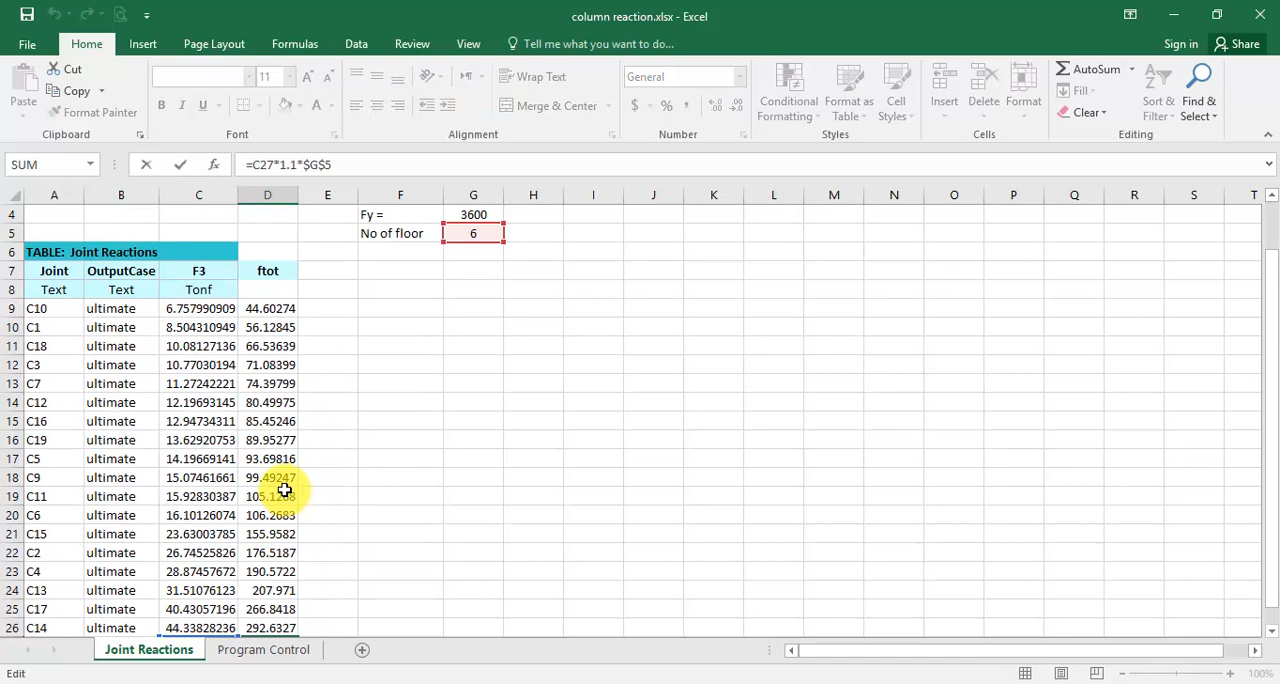 column reaction.xlsx - Excel
File Home Insert Page Layout Formulas Data Review View Tell me what you want to do... Sign in Share
Paste Cut Copy Format Painter
11 Wrap Text Merge & Center
B I U A General $ % ,
Conditional Formatting Format as Table Cell Styles Insert Delete Format
AutoSum Fill Clear Sort & Filter Find & Select
Clipboard Font Alignment Number Styles Cells Editing
SUM fx =C27*1.1*$G$5
A B C D E F G H I J K L M N O P Q R S T
4 Fy = 3600
5 No of floor 6
6 TABLE: Joint Reactions
7 Joint OutputCase F3 ftot
8 Text Text Tonf
9 C10 ultimate 6.757990909 44.60274
10 C1 ultimate 8.504310949 56.12845
11 C18 ultimate 10.08127136 66.53639
12 C3 ultimate 10.77030194 71.08399
13 C7 ultimate 11.27242221 74.39799
14 C12 ultimate 12.19693145 80.49975
15 C16 ultimate 12.94734311 85.45246
16 C19 ultimate 13.62920753 89.95277
17 C5 ultimate 14.19669141 93.69816
18 C9 ultimate 15.07461661 99.49247
19 C11 ultimate 15.92830387 105.1268
20 C6 ultimate 16.10126074 106.2683
21 C15 ultimate 23.63003785 155.9582
22 C2 ultimate 26.74525826 176.5187
23 C4 ultimate 28.87457672 190.5722
24 C13 ultimate 31.51076123 207.971
25 C17 ultimate 40.43057196 266.8418
26 C14 ultimate 44.33828236 292.6327
Joint Reactions Program Control
Edit 100%